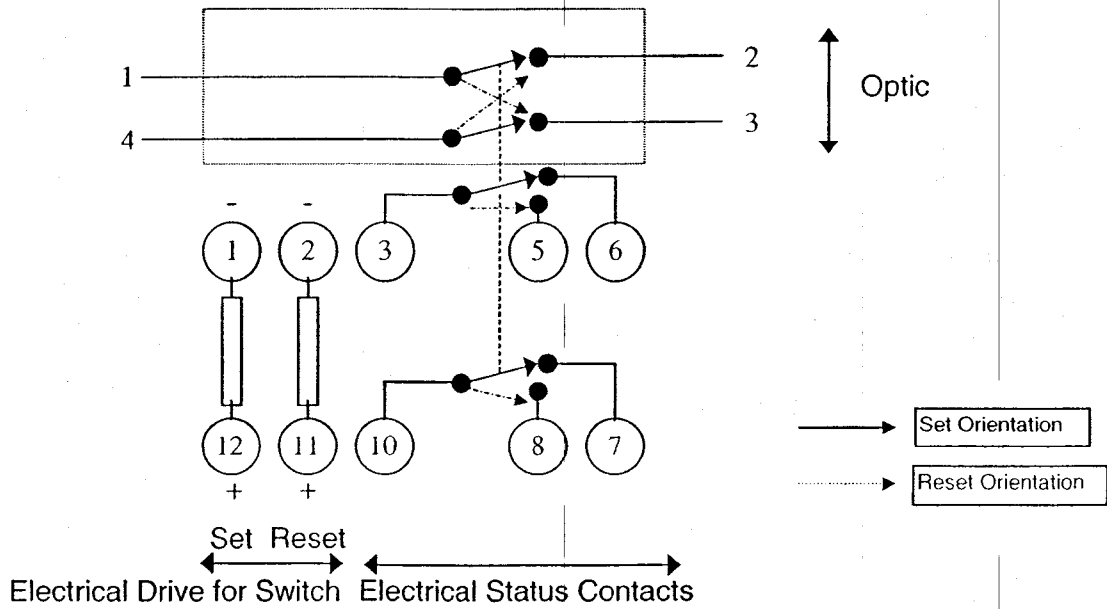 1
2
4
3
Optic
- -
1 2 3 5 6
12 11 10 8 7
+ +
Set Reset
Electrical Drive for Switch Electrical Status Contacts
Set Orientation
Reset Orientation